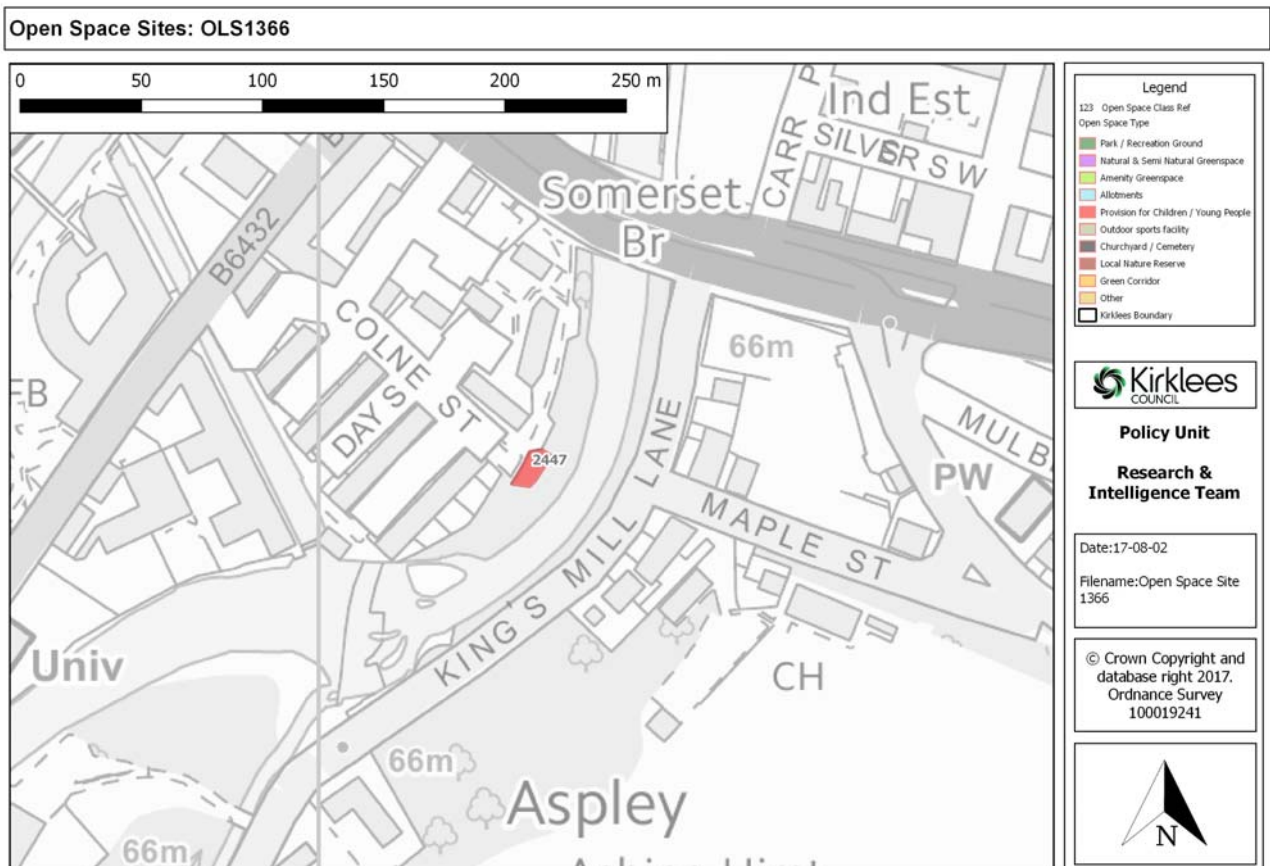 Open Space Sites: OLS1366
0 50 100 150 200 250 m
Ind Est
CARR P
SILVER S W
Somerset
Br
B6432
COLNE ST
DAY S
66m
FB
2447
KING'S MILL LANE
MAPLE ST
MULB
PW
CH
Univ
66m
Aspley
66m
Legend
123 Open Space Class Ref
Open Space Type
Park / Recreation Ground
Natural & Semi Natural Greenspace
Amenity Greenspace
Allotments
Provision for Children / Young People
Outdoor sports facility
Churchyard / Cemetery
Local Nature Reserve
Green Corridor
Other
Kirklees Boundary
Kirklees
COUNCIL
Policy Unit
Research &
Intelligence Team
Date:17-08-02
Filename:Open Space Site
1366
© Crown Copyright and
database right 2017.
Ordnance Survey
100019241
N